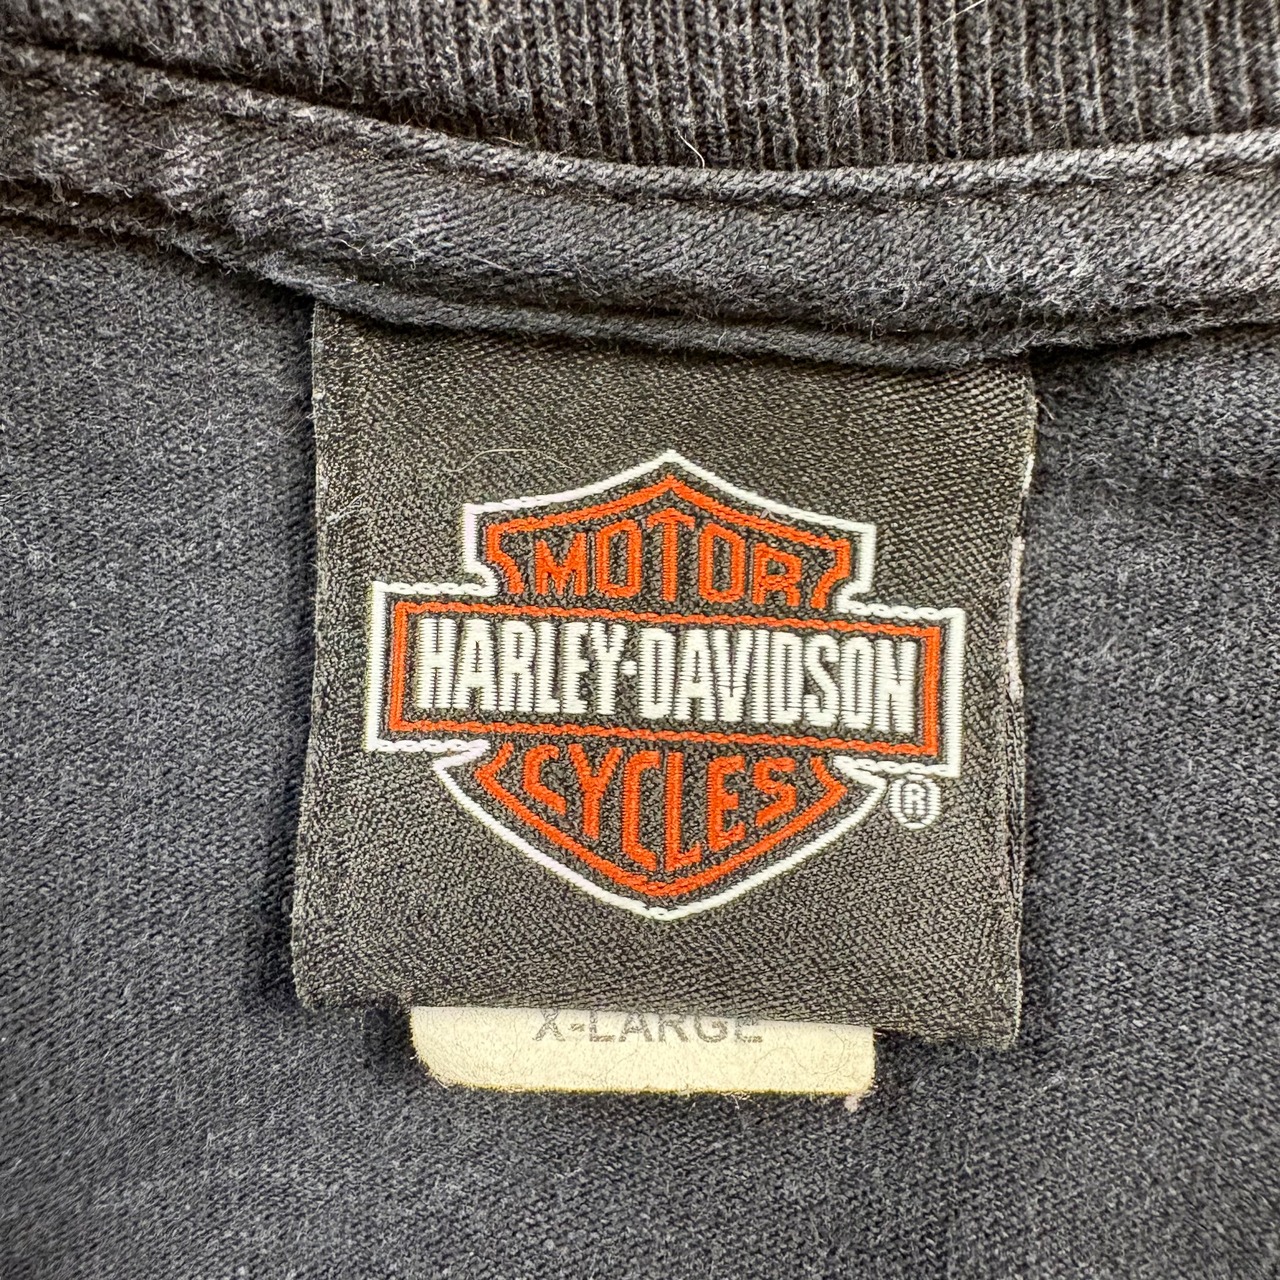 MOTOR
HARLEY-DAVIDSON
CYCLES
®
X-LARGE